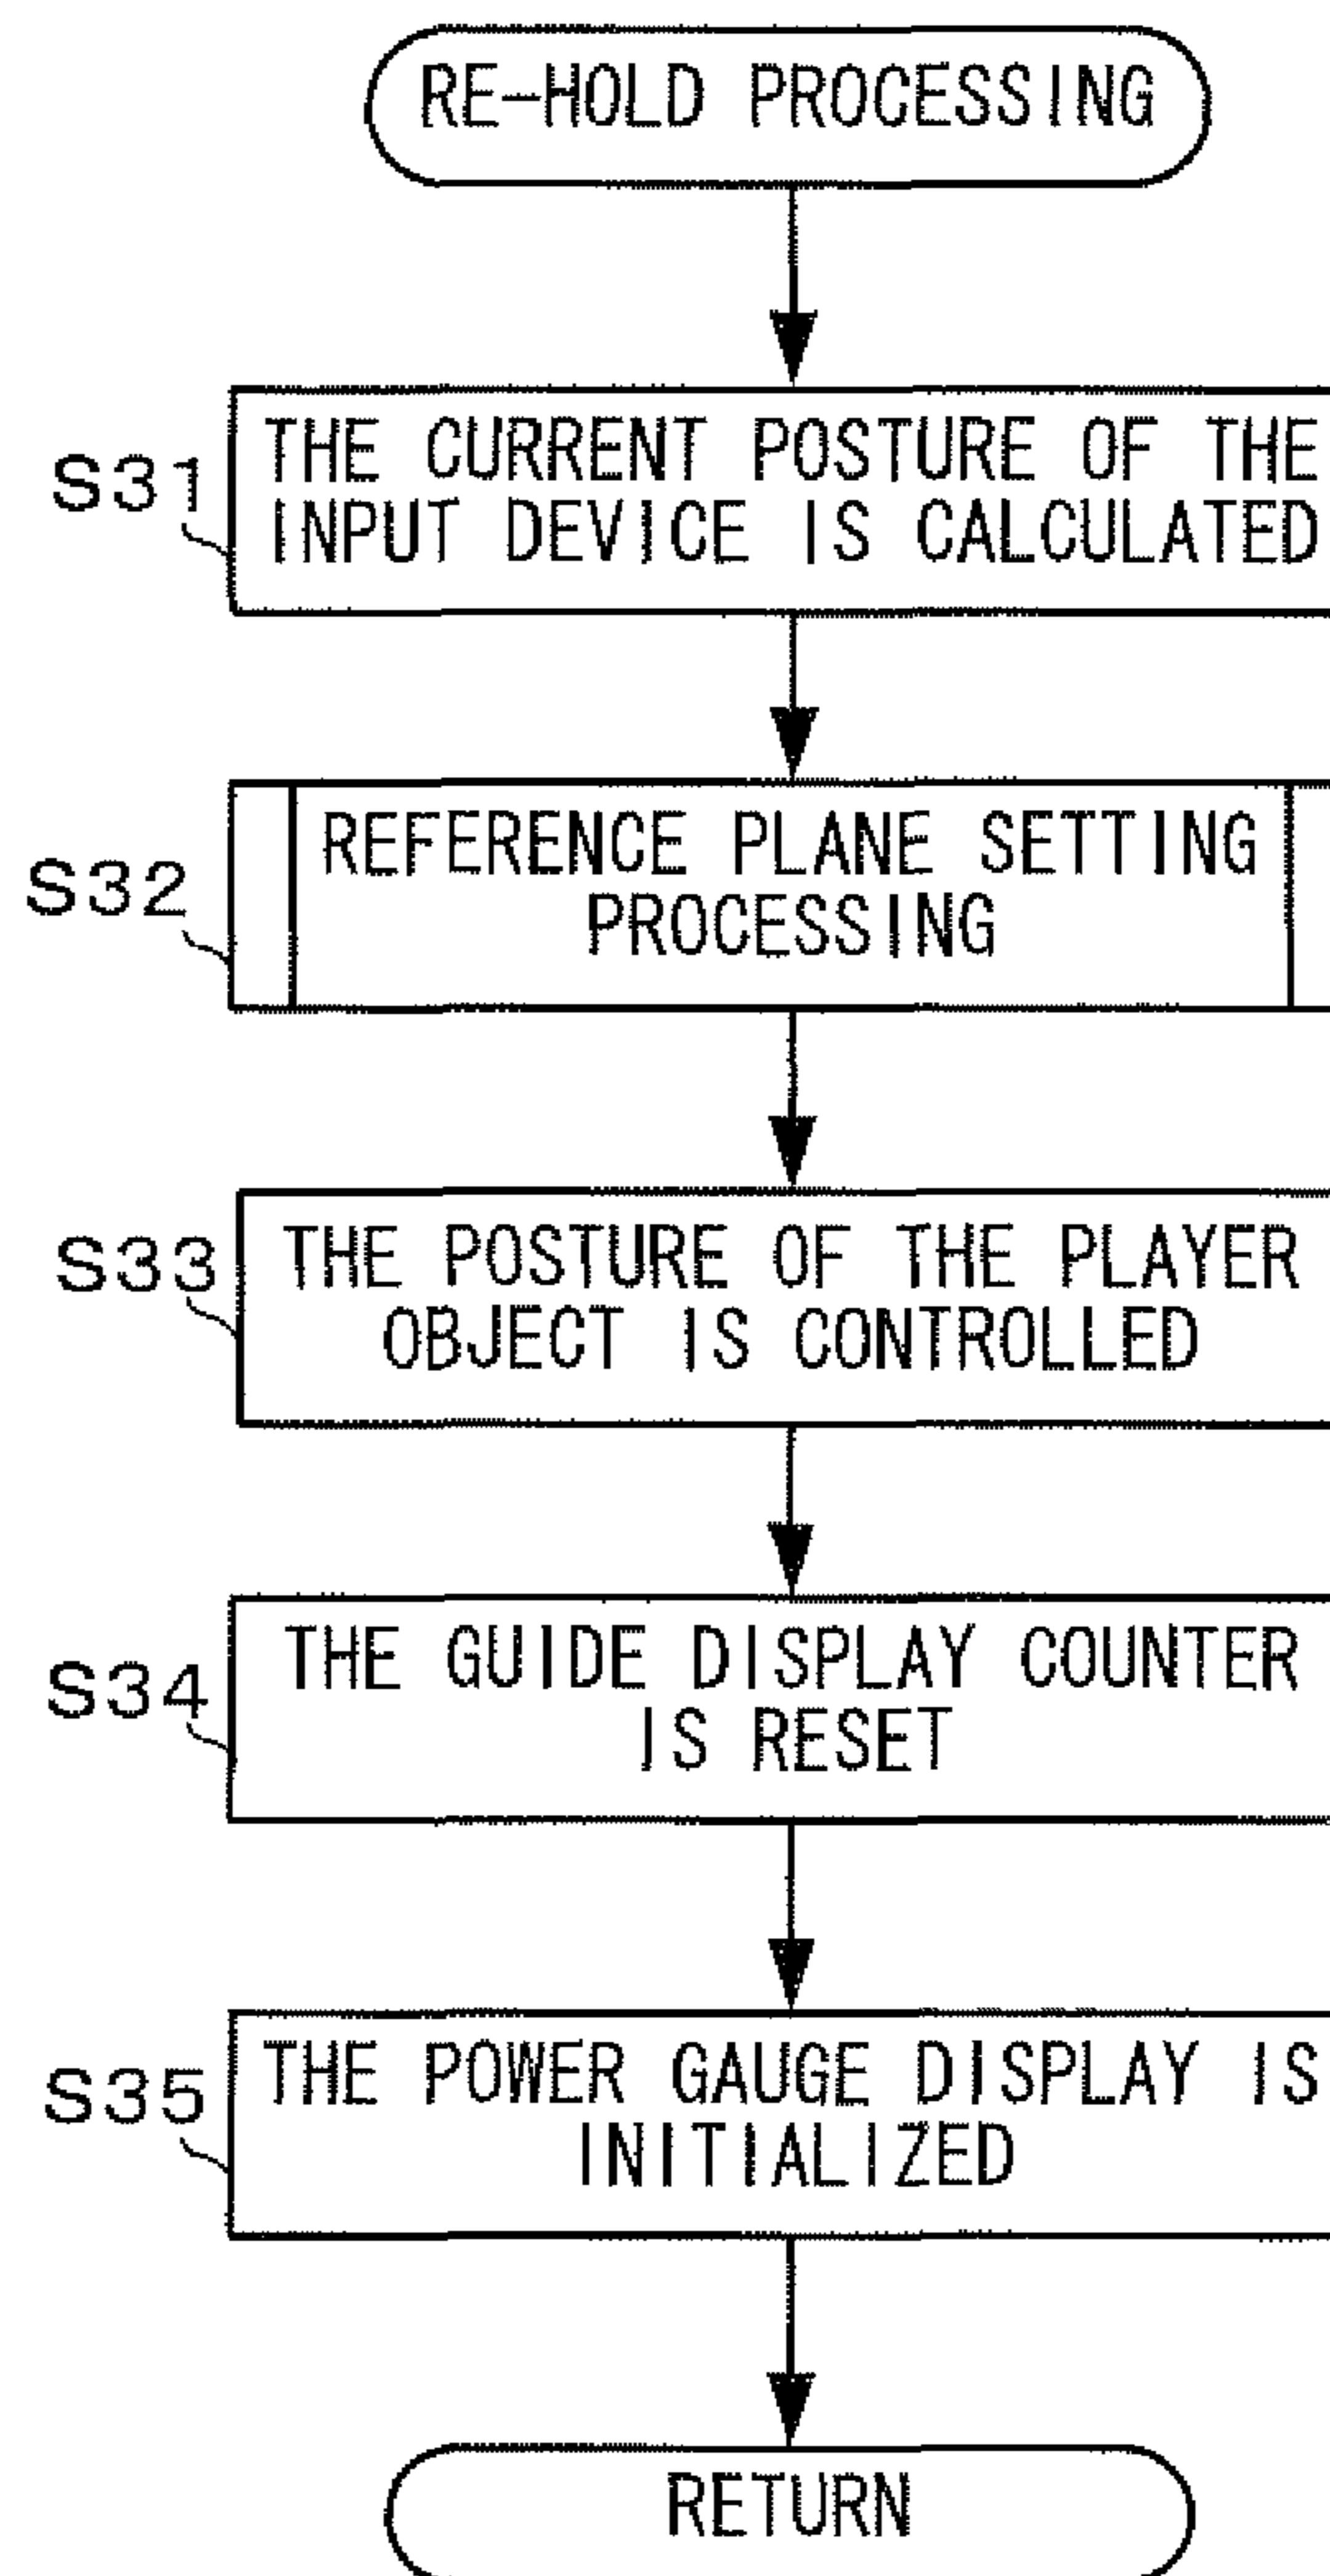 RE-HOLD PROCESSING
THE CURRENT POSTURE OF THE
S31
INPUT DEVICE IS CALCULATED
REFERENCE PLANE SETTING
S32
PROCESSING
THE POSTURE OF THE PLAYER
S33
OBJECT IS CONTROLLED
THE GUIDE DISPLAY COUNTER
S34
IS RESET
THE POWER GAUGE DISPLAY IS
S35
INITIALIZED
RETURN